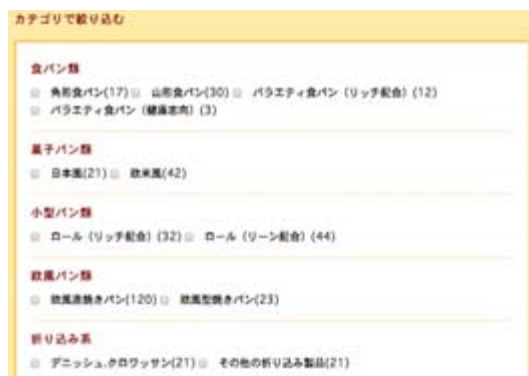 カテゴリで絞り込む
食パン類
角形食パン(17) 山形食パン(30) バラエティ食パン（リッチ配合）(12)
バラエティ食パン（健康志向）(3)
菓子パン類
日本風(21) 欧米風(42)
小型パン類
ロール（リッチ配合）(32) ロール（リーン配合）(44)
欧風パン類
欧風直焼きパン(120) 欧風型焼きパン(23)
折り込み系
デニッシュ.クロワッサン(21) その他の折り込み製品(21)